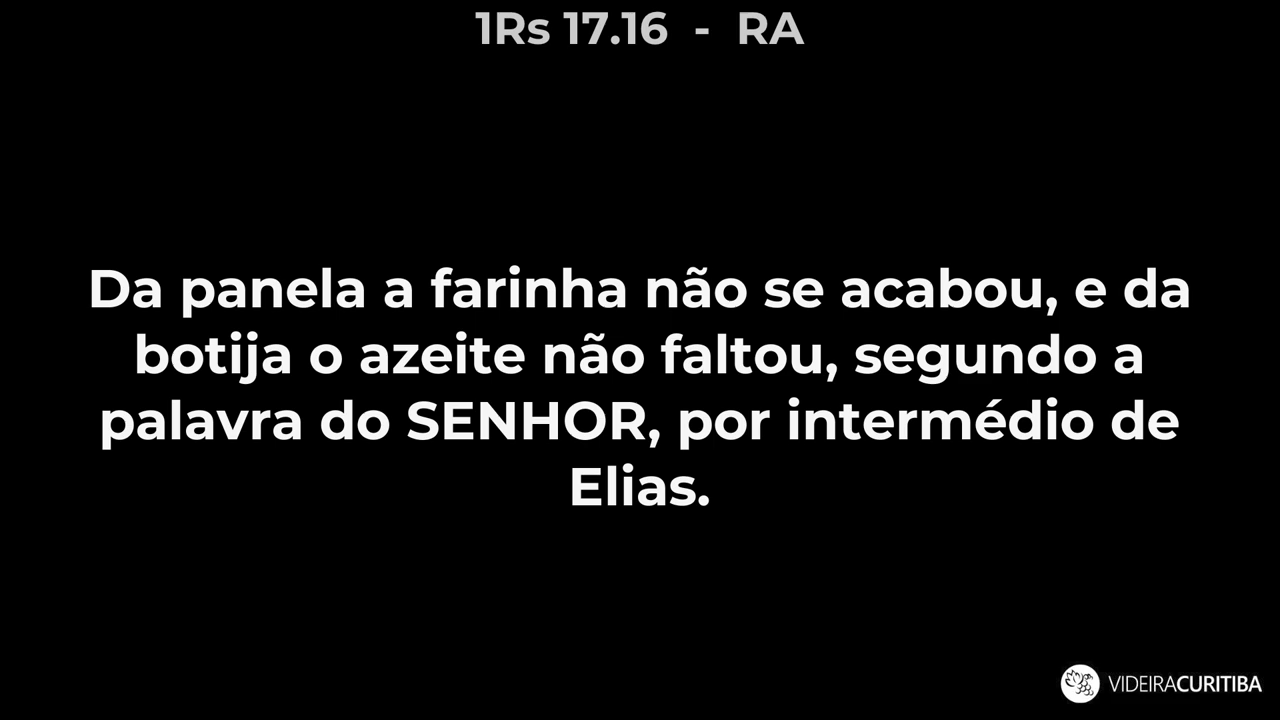 1Rs 17.16 - RA
Da panela a farinha não se acabou, e da
botija o azeite não faltou, segundo a
palavra do SENHOR, por intermédio de
Elias.
VIDEIRACURITIBA